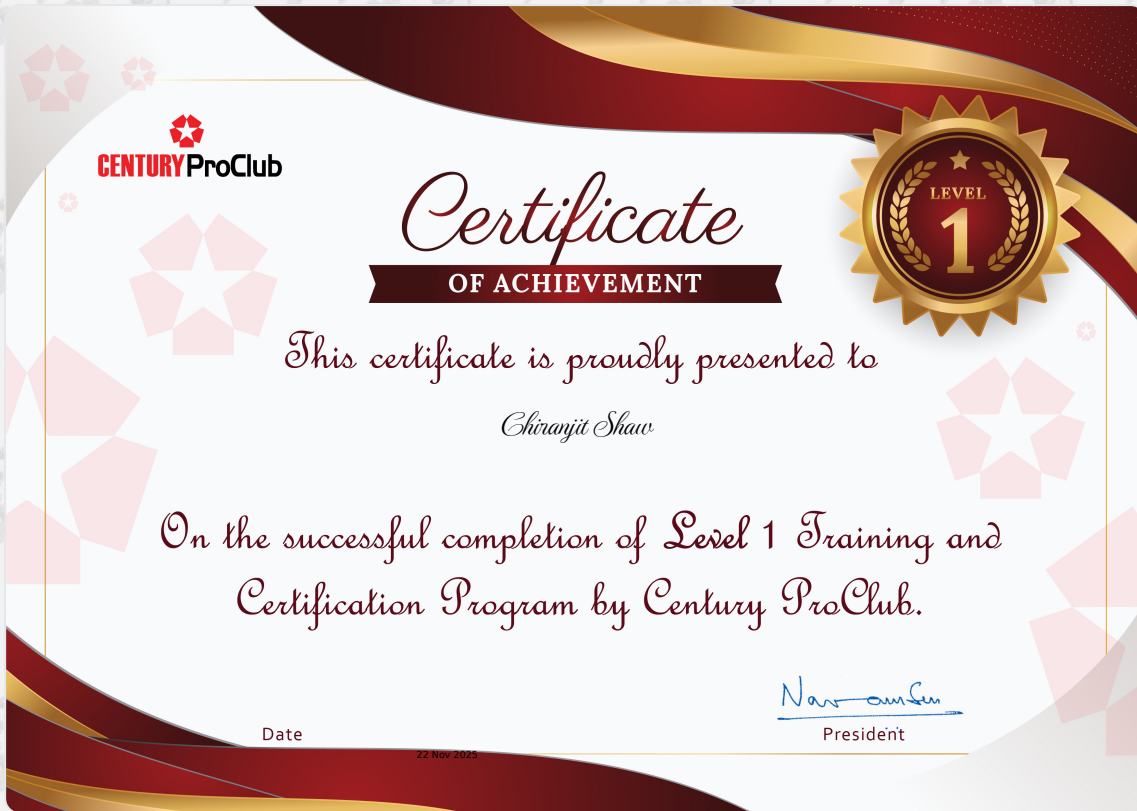 CENTURY ProClub
LEVEL
1
Certificate
OF ACHIEVEMENT
This certificate is proudly presented to
Chiranjit Shaw
On the successful completion of Level 1 Training and
Certification Program by Century ProClub.
Date
22 Nov 2025
President